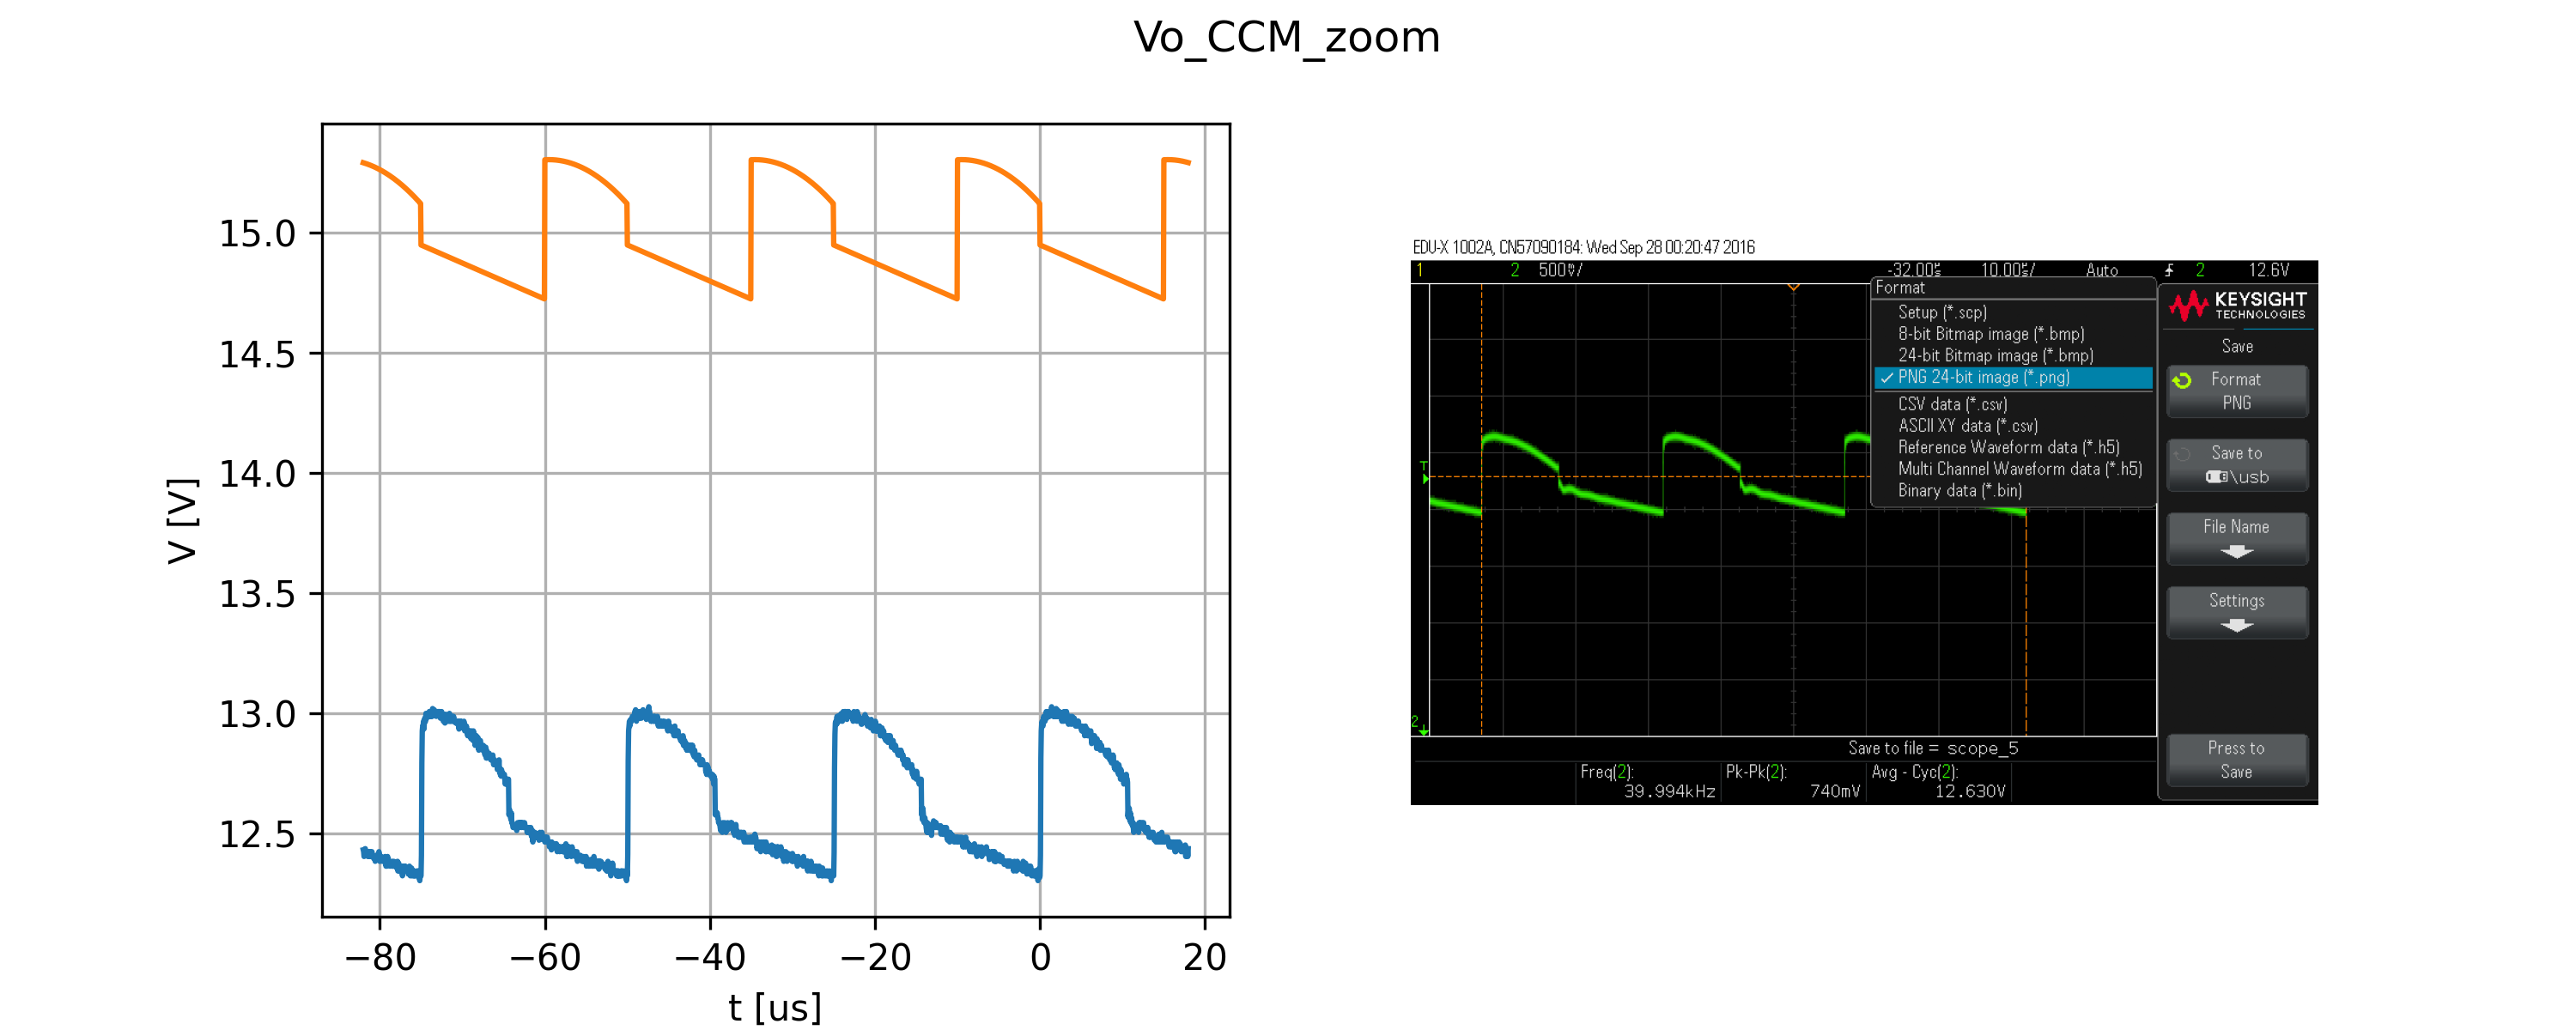 Vo_CCM_zoom
15.0
14.5
14.0
13.5
13.0
12.5
V [V]
−80 −60 −40 −20 0 20
t [us]
EDU-X 1002A, CN57090184: Wed Sep 28 00:20:47 2016
1 2 500V/ -32.00s 10.00s/ Auto 2 12.6V
Format
Setup (*.scp)
8-bit Bitmap image (*.bmp)
24-bit Bitmap image (*.bmp)
PNG 24-bit image (*.png)
CSV data (*.csv)
ASCII XY data (*.csv)
Reference Waveform data (*.h5)
Multi Channel Waveform data (*.h5)
Binary data (*.bin)
T
2
KEYSIGHT
TECHNOLOGIES
Save
Format
PNG
Save to
\usb
File Name
Settings
Press to
Save
Save to file = scope_5
Freq(2): Pk-Pk(2): Avg - Cyc(2):
39.994kHz 740mV 12.630V